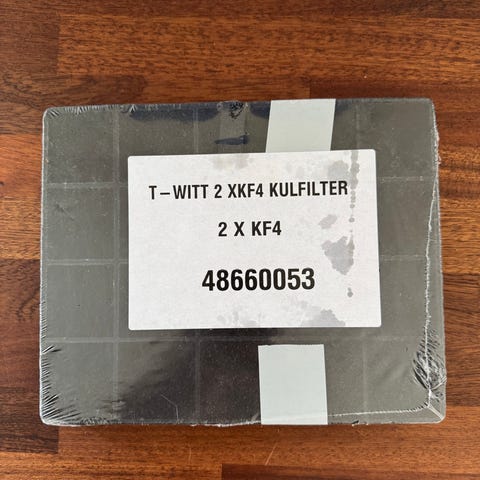 T-WITT 2 XKF4 KULFILTER
2 X KF4
48660053